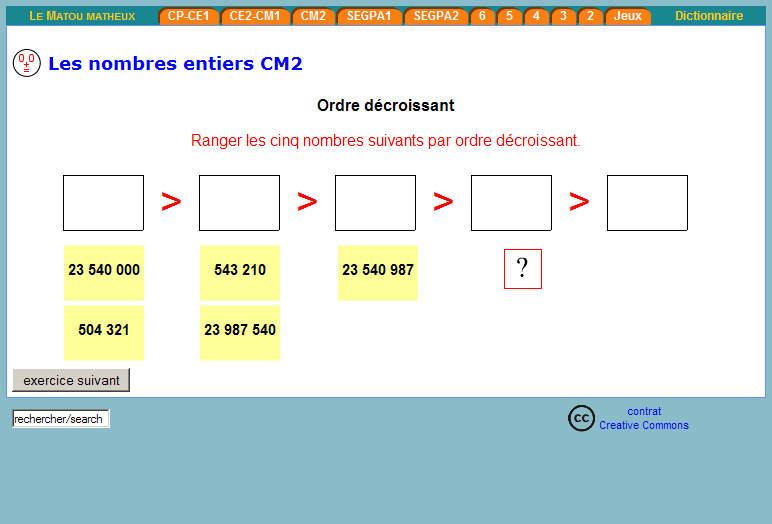 LE MATOU MATHEUX CP-CE1 CE2-CM1 CM2 SEGPA1 SEGPA2 6 5 4 3 2 Jeux Dictionnaire
Les nombres entiers CM2
Ordre décroissant
Ranger les cinq nombres suivants par ordre décroissant.
> > > >
23 540 000 543 210 23 540 987 ?
504 321 23 987 540
exercice suivant
rechercher/search
cc contrat
Creative Commons